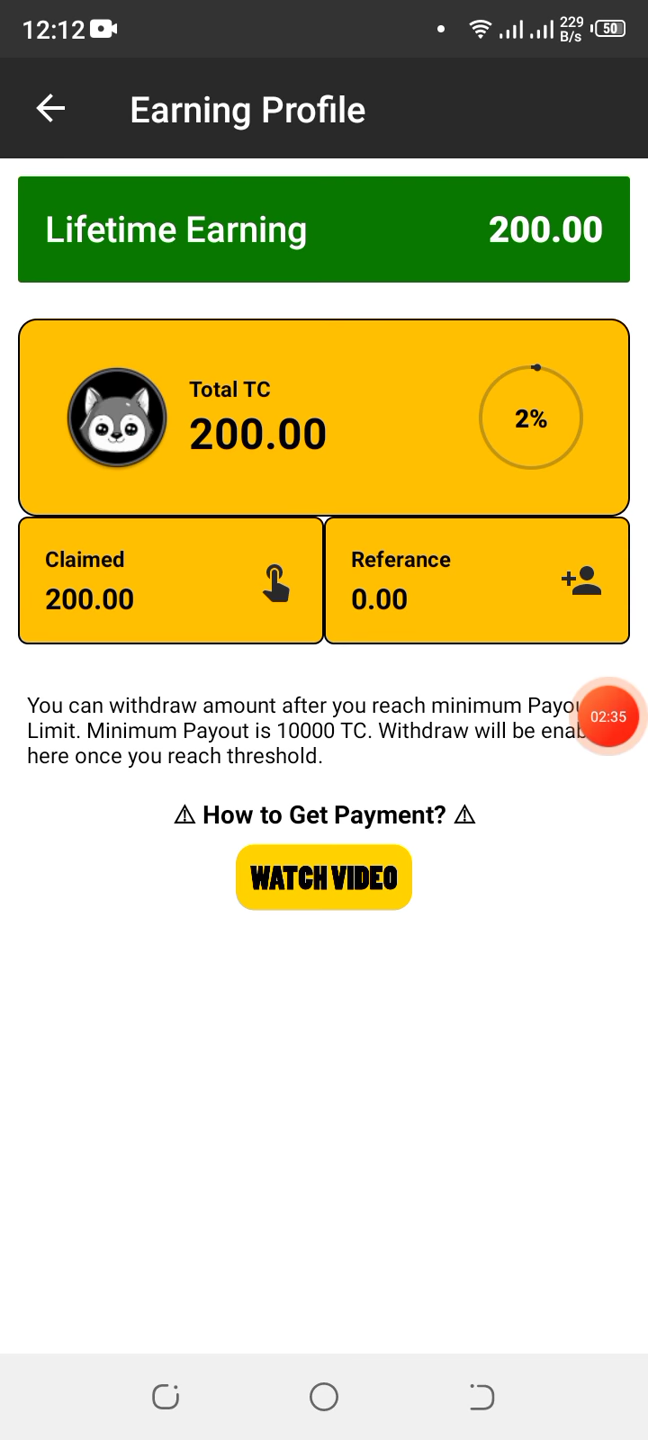 12:12
229
B/s
50
Earning Profile
Lifetime Earning 200.00
Total TC
200.00
2%
Claimed
200.00
Referance
0.00
You can withdraw amount after you reach minimum
Limit. Minimum Payout is 10000 TC. Withdraw will be
here once you reach threshold.
02:35
⚠ How to Get Payment? ⚠
WATCH VIDEO